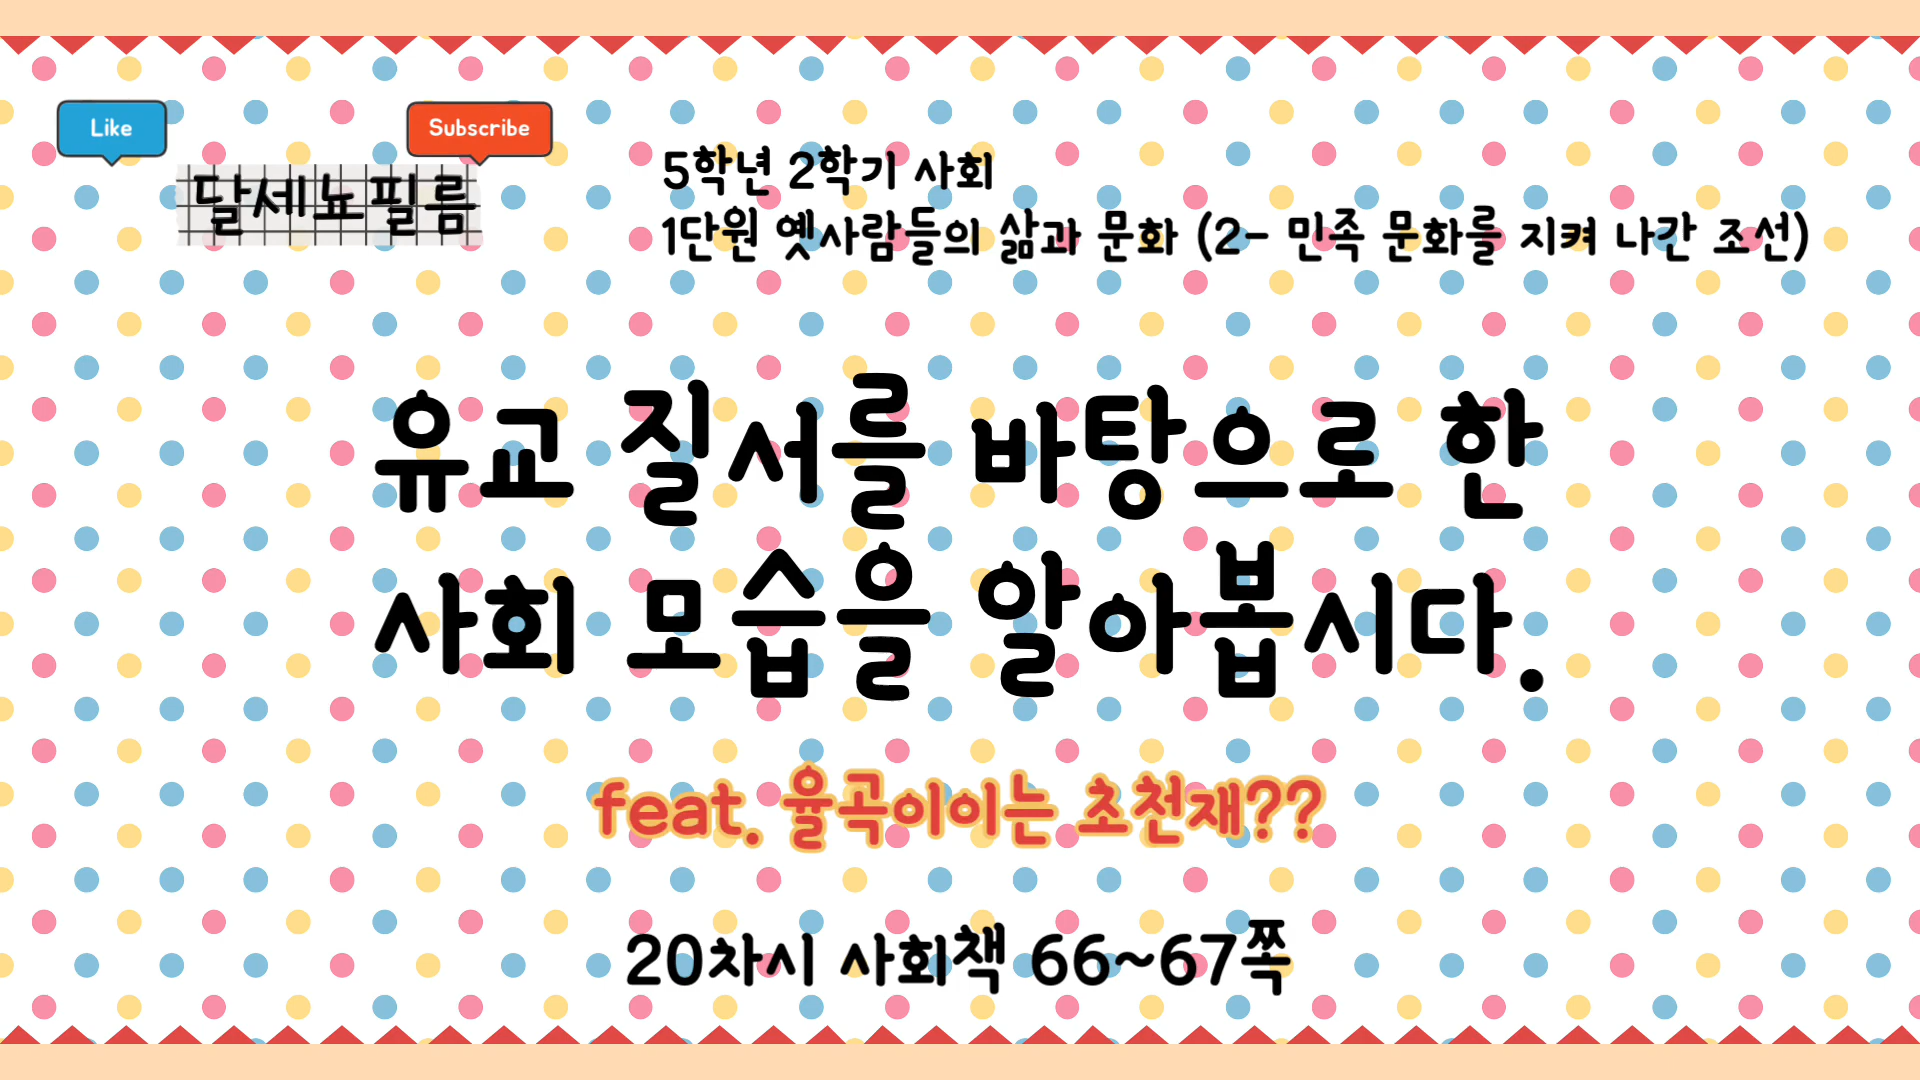 Like
Subscribe
달세뇨필름
5학년 2학기 사회
1단원 옛사람들의 삶과 문화 (2- 민족 문화를 지켜 나간 조선)
유교 질서를 바탕으로 한
사회 모습을 알아봅시다.
feat. 율곡이이는 초천재??
20차시 사회책 66~67쪽